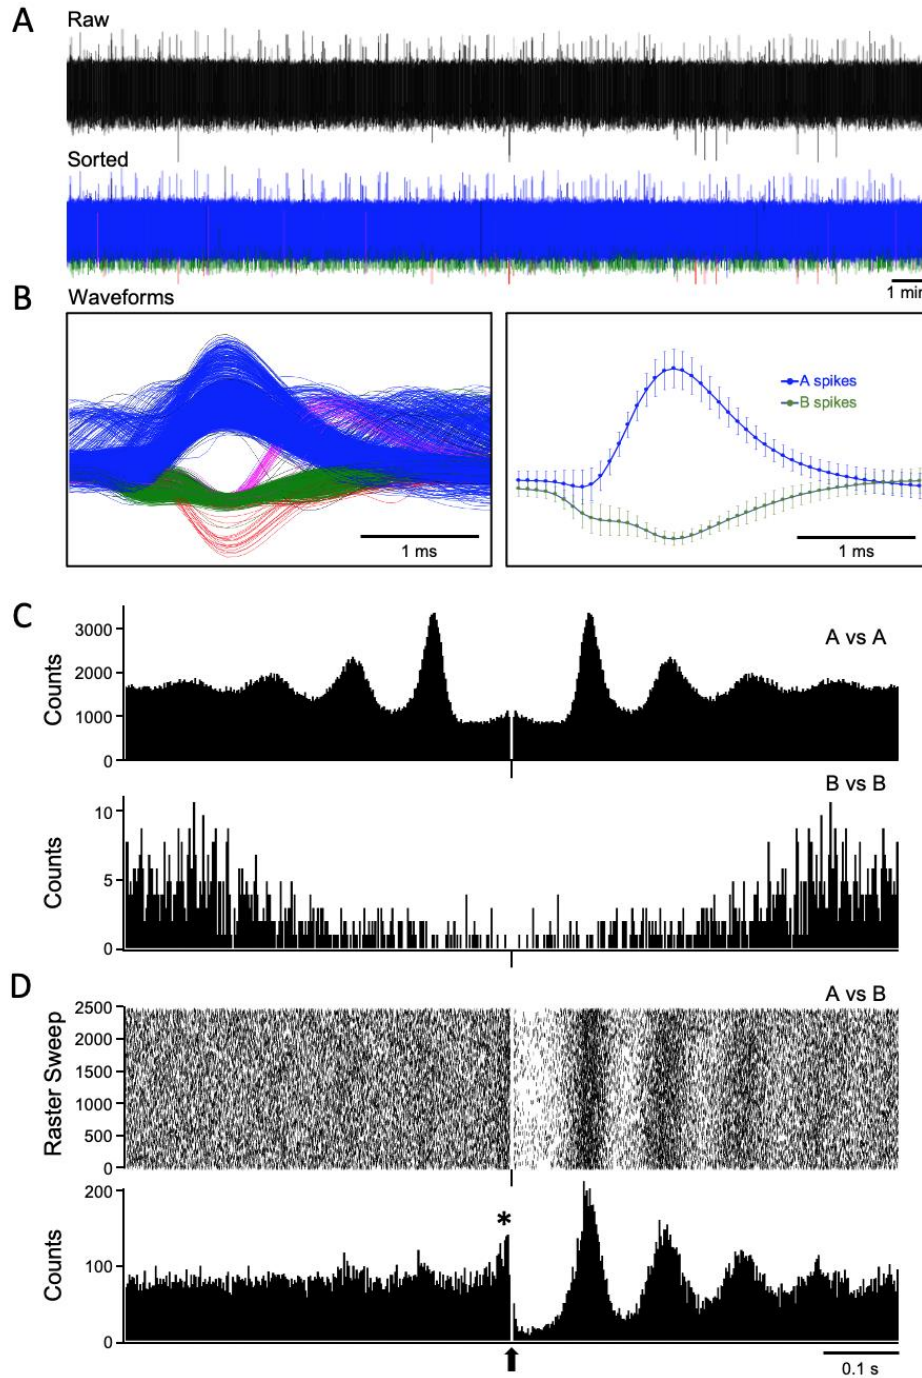 A
Raw
Sorted
1 min
B
Waveforms
A spikes
B spikes
1 ms
1 ms
C
3000
2000
1000
0
Counts
A vs A
B vs B
10
5
0
Counts
D
A vs B
2500
2000
1500
1000
500
0
Raster Sweep
200
100
0
Counts
*
0.1 s